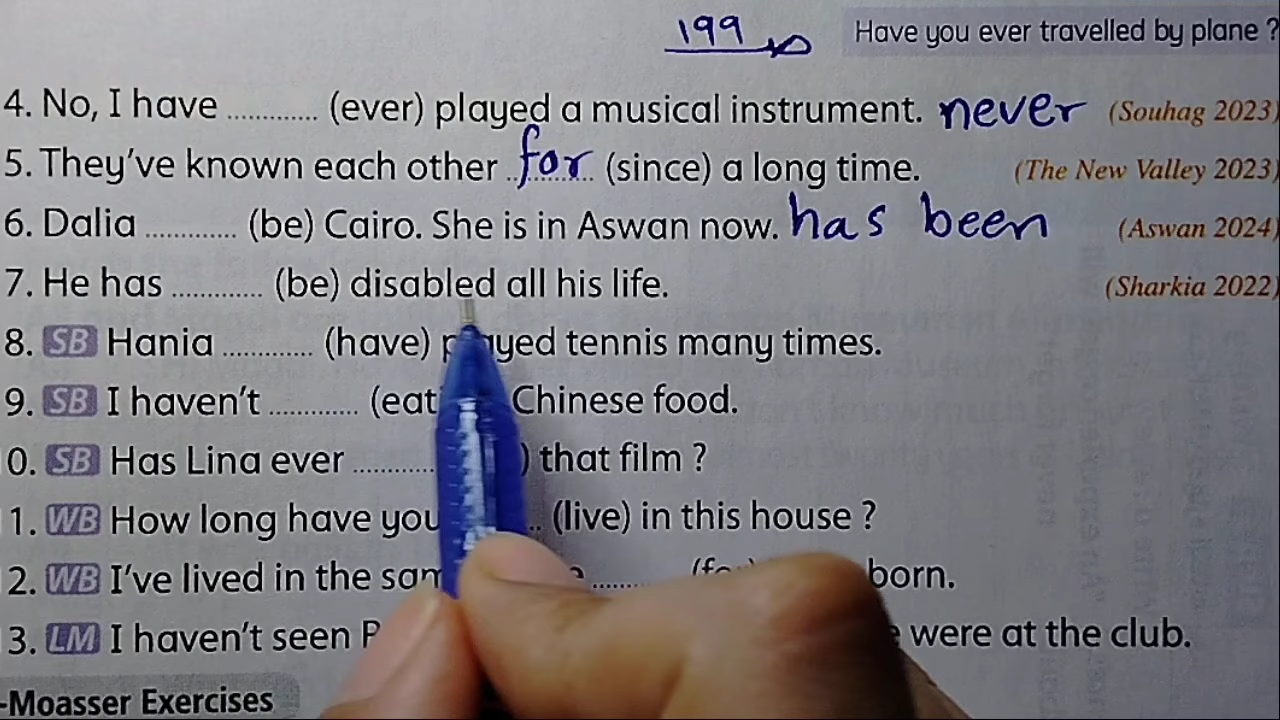 199 Have you ever travelled by plane ?
4. No, I have ............ (ever) played a musical instrument. never (Souhag 2023)
5. They've known each other ..for.. (since) a long time. (The New Valley 2023)
6. Dalia ............ (be) Cairo. She is in Aswan now. has been (Aswan 2024)
7. He has ............ (be) disabled all his life. (Sharkia 2022)
8. SB Hania ............ (have) played tennis many times.
9. SB I haven't ............ (eat Chinese food.
0. SB Has Lina ever ........... ) that film ?
1. WB How long have you .. (live) in this house ?
2. WB I've lived in the ......... born.
3. LM I haven't seen were at the club.
-Moasser Exercises